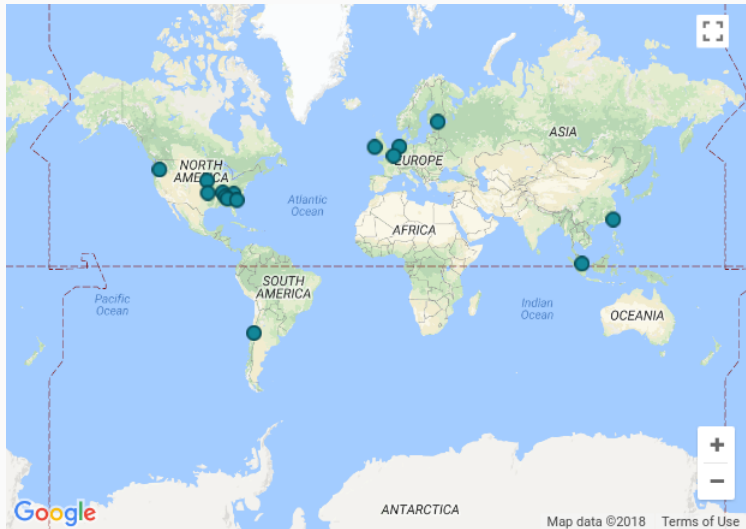 ASIA
NORTH
AMERICA
EUROPE
Atlantic
Ocean
AFRICA
SOUTH
AMERICA
Pacific
Ocean
Indian
Ocean
OCEANIA
+
−
ANTARCTICA
Google
Map data ©2018 Terms of Use